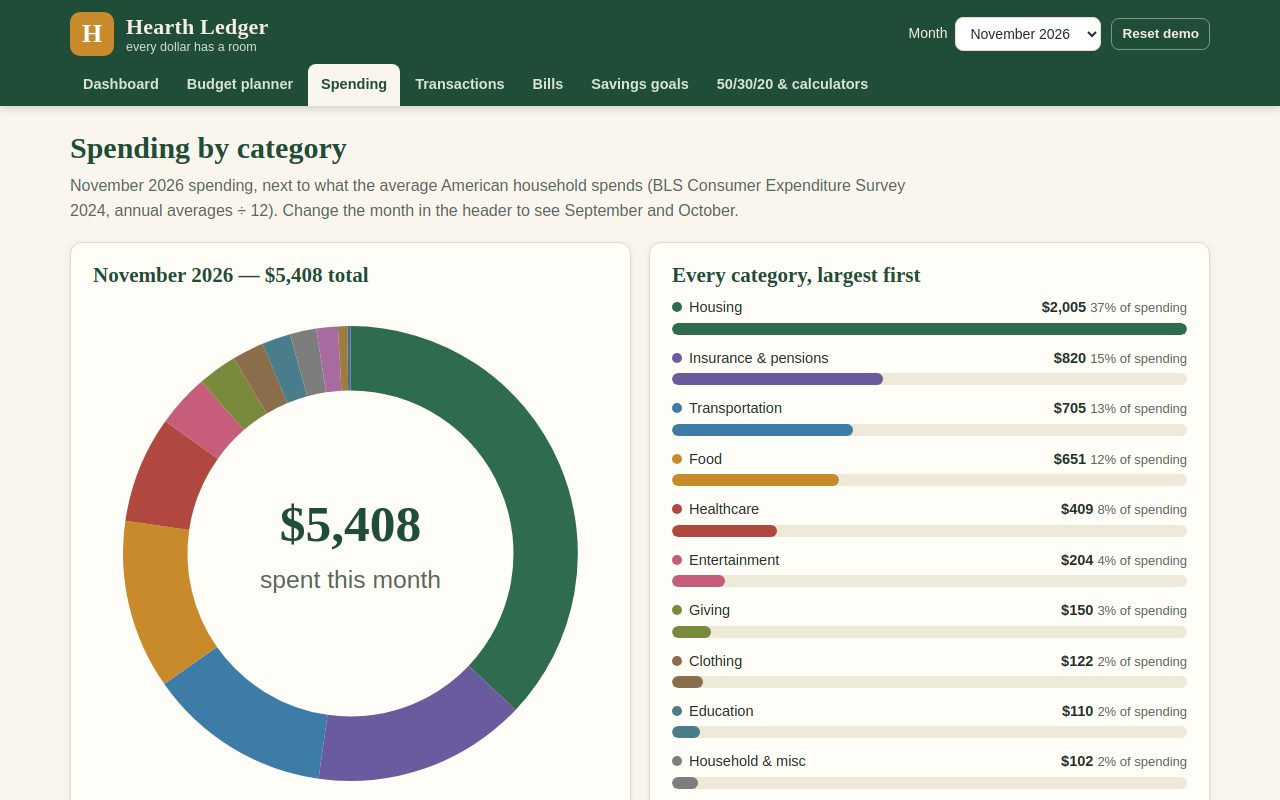 H
Hearth Ledger
every dollar has a room
Month
November 2026
Reset demo
Dashboard
Budget planner
Spending
Transactions
Bills
Savings goals
50/30/20 & calculators
Spending by category
November 2026 spending, next to what the average American household spends (BLS Consumer Expenditure Survey
2024, annual averages ÷ 12). Change the month in the header to see September and October.
November 2026 — $5,408 total
$5,408
spent this month
Every category, largest first
Housing $2,005 37% of spending
Insurance & pensions $820 15% of spending
Transportation $705 13% of spending
Food $651 12% of spending
Healthcare $409 8% of spending
Entertainment $204 4% of spending
Giving $150 3% of spending
Clothing $122 2% of spending
Education $110 2% of spending
Household & misc $102 2% of spending